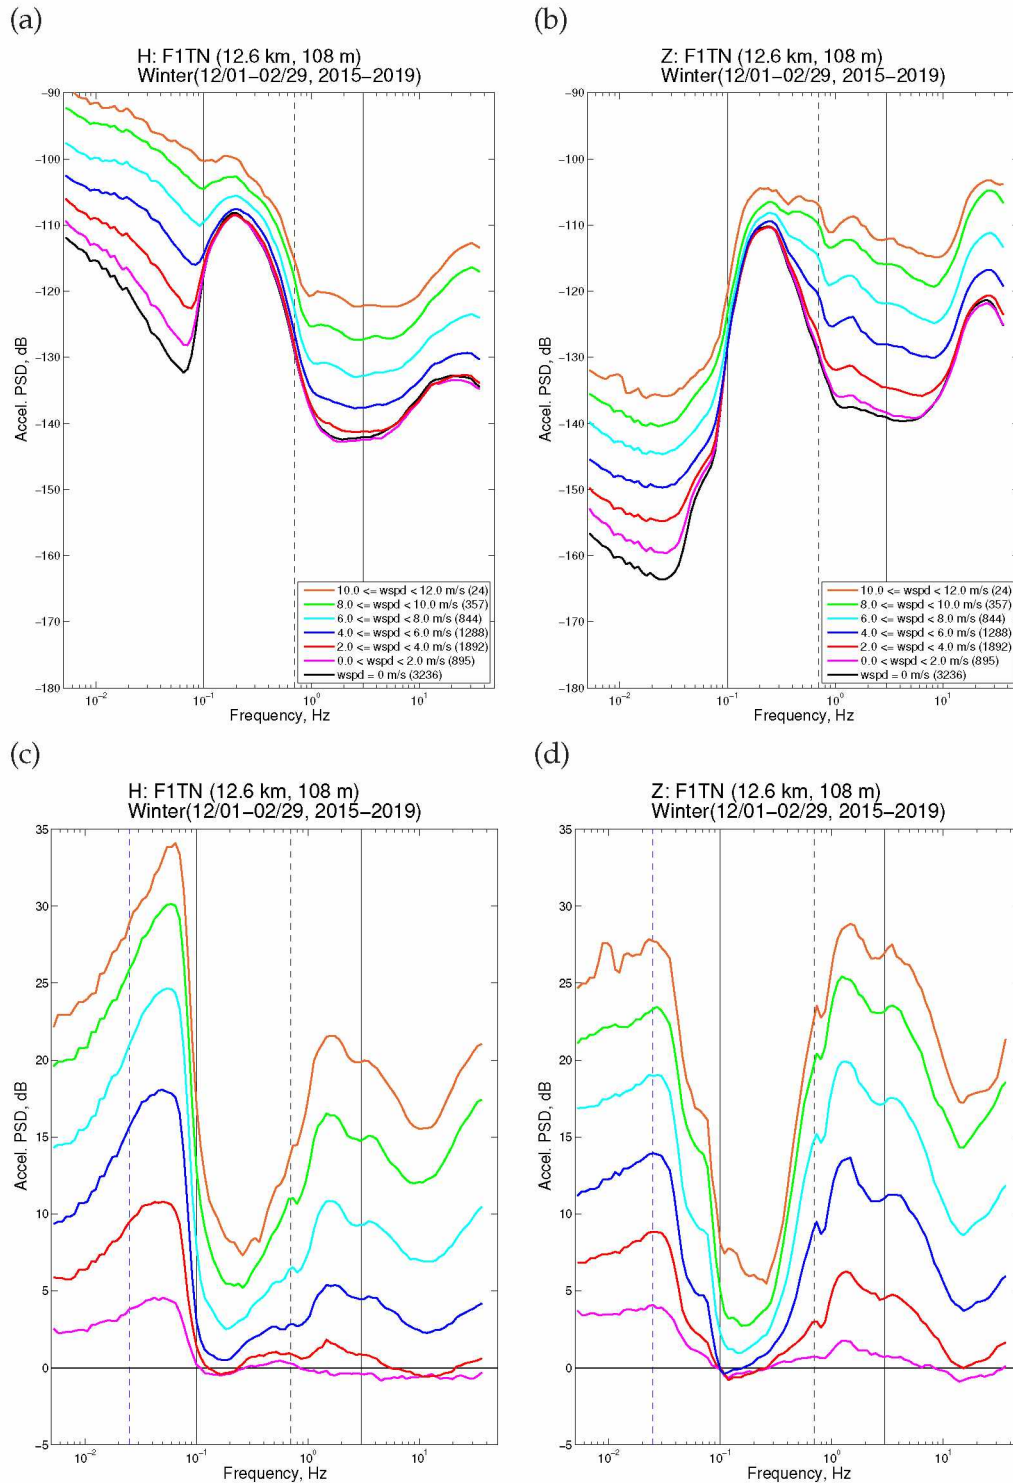 (a)
H: F1TN (12.6 km, 108 m)
Winter(12/01−02/29, 2015−2019)
−90
−100
−110
−120
−130
−140
−150
−160
−170
−180
Accel. PSD, dB
10.0 <= wspd < 12.0 m/s (24)
8.0 <= wspd < 10.0 m/s (357)
6.0 <= wspd < 8.0 m/s (844)
4.0 <= wspd < 6.0 m/s (1288)
2.0 <= wspd < 4.0 m/s (1892)
0.0 < wspd < 2.0 m/s (895)
wspd = 0 m/s (3236)
10⁻² 10⁻¹ 10⁰ 10¹
Frequency, Hz
(b)
Z: F1TN (12.6 km, 108 m)
Winter(12/01−02/29, 2015−2019)
−90
−100
−110
−120
−130
−140
−150
−160
−170
−180
Accel. PSD, dB
10.0 <= wspd < 12.0 m/s (24)
8.0 <= wspd < 10.0 m/s (357)
6.0 <= wspd < 8.0 m/s (844)
4.0 <= wspd < 6.0 m/s (1288)
2.0 <= wspd < 4.0 m/s (1892)
0.0 < wspd < 2.0 m/s (895)
wspd = 0 m/s (3236)
10⁻² 10⁻¹ 10⁰ 10¹
Frequency, Hz
(c)
H: F1TN (12.6 km, 108 m)
Winter(12/01−02/29, 2015−2019)
35
30
25
20
15
10
5
0
−5
Accel. PSD, dB
10⁻² 10⁻¹ 10⁰ 10¹
Frequency, Hz
(d)
Z: F1TN (12.6 km, 108 m)
Winter(12/01−02/29, 2015−2019)
35
30
25
20
15
10
5
0
−5
Accel. PSD, dB
10⁻² 10⁻¹ 10⁰ 10¹
Frequency, Hz